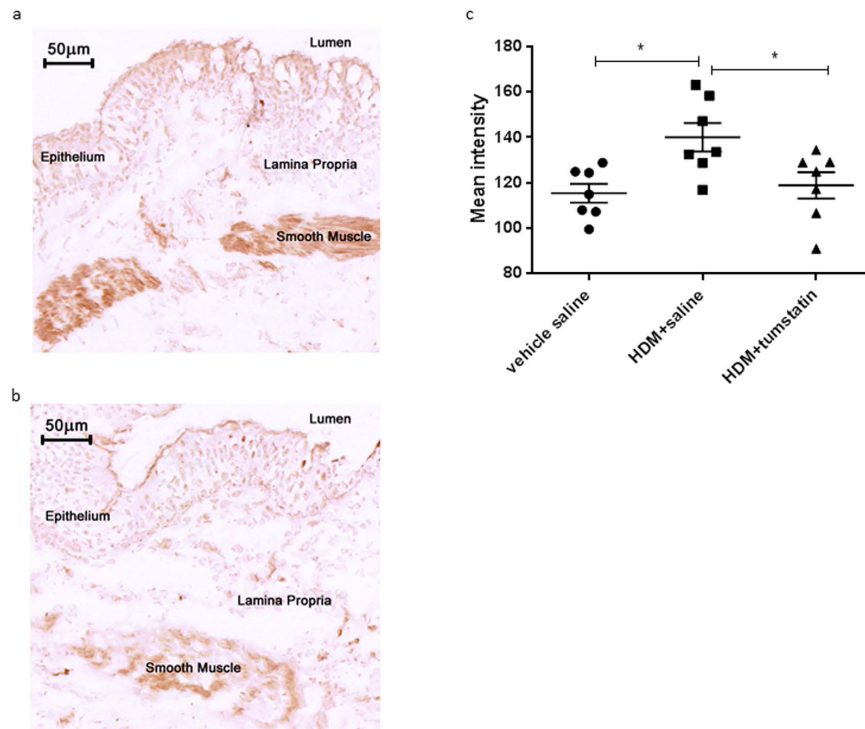 a
50μm
Lumen
Epithelium
Lamina Propria
Smooth Muscle
b
50μm
Lumen
Epithelium
Lamina Propria
Smooth Muscle
c
180
160
140
120
100
80
Mean intensity
*
*
vehicle saline
HDM+saline
HDM+tumstatin